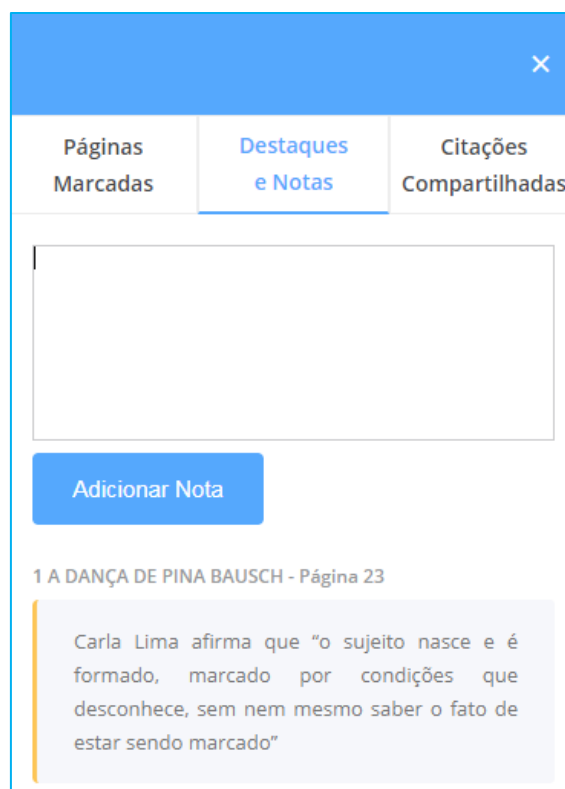 ×
Páginas
Marcadas
Destaques
e Notas
Citações
Compartilhadas
Adicionar Nota
1 A DANÇA DE PINA BAUSCH - Página 23
Carla Lima afirma que “o sujeito nasce e é
formado, marcado por condições que
desconhece, sem nem mesmo saber o fato de
estar sendo marcado”